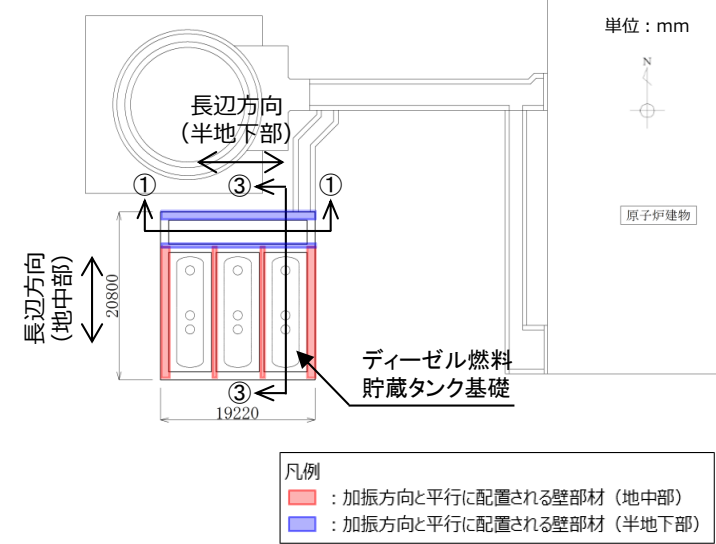 単位：mm
N
長辺方向
（半地下部）
①
③
①
原子炉建物
長辺方向
（地中部）
20800
ディーゼル燃料
貯蔵タンク基礎
③
19220
凡例
：加振方向と平行に配置される壁部材（地中部）
：加振方向と平行に配置される壁部材（半地下部）